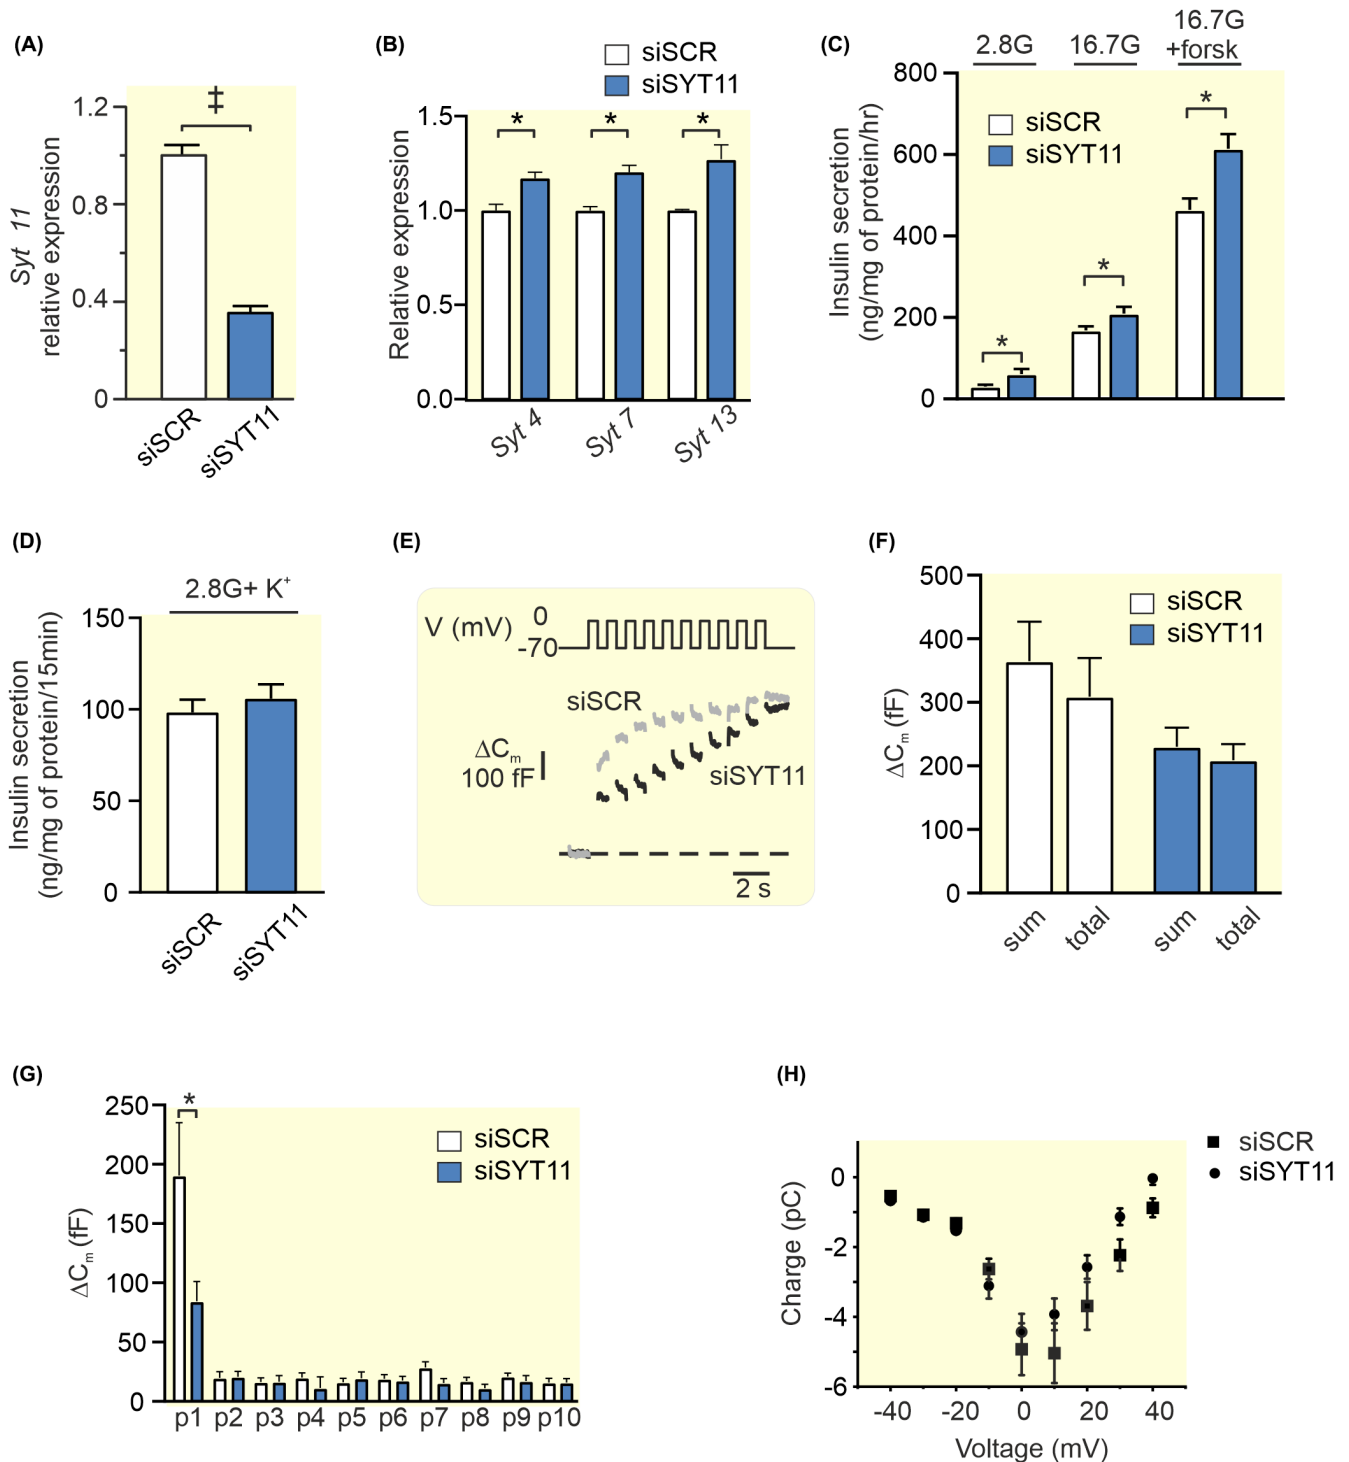 (A)
1.2
0.8
0.4
0
Syt 11
relative expression
‡
siSCR
siSYT11
(B)
siSCR
siSYT11
1.5
1.0
0.5
0.0
Relative expression
* * *
Syt 4
Syt 7
Syt 13
(C)
2.8G
16.7G
16.7G
+forsk
800
600
400
200
0
Insulin secretion
(ng/mg of protein/hr)
siSCR
siSYT11
* * *
(D)
2.8G+ K⁺
150
100
50
0
Insulin secretion
(ng/mg of protein/15min)
siSCR
siSYT11
(E)
V (mV)
0
-70
siSCR
ΔCm
100 fF
siSYT11
2 s
(F)
500
400
300
200
100
0
ΔCm (fF)
siSCR
siSYT11
sum
total
sum
total
(G)
250
200
150
100
50
0
ΔCm (fF)
*
siSCR
siSYT11
p1 p2 p3 p4 p5 p6 p7 p8 p9 p10
(H)
siSCR
siSYT11
0
-2
-4
-6
Charge (pC)
-40 -20 0 20 40
Voltage (mV)